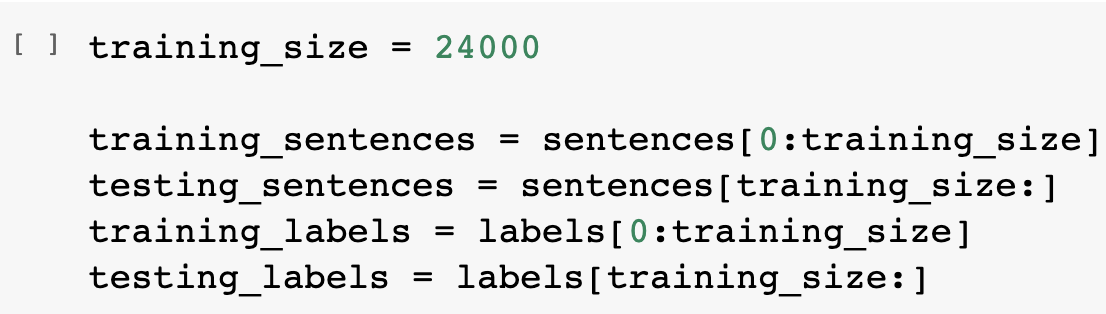 [ ] training_size = 24000
training_sentences = sentences[0:training_size]
testing_sentences = sentences[training_size:]
training_labels = labels[0:training_size]
testing_labels = labels[training_size:]